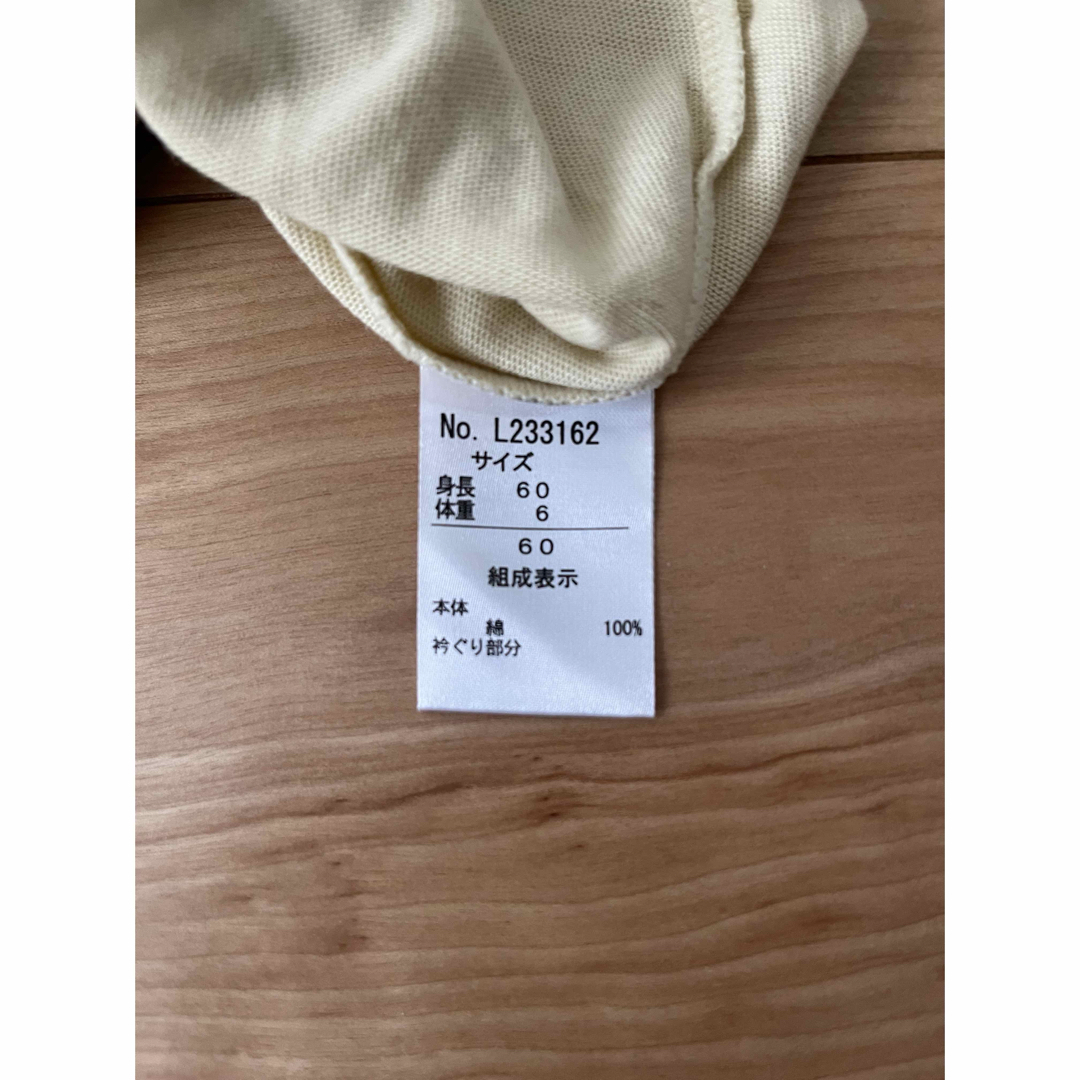 No. L233162
サイズ
身長 60
体重 6
60
組成表示
本体
綿 100%
衿ぐり部分